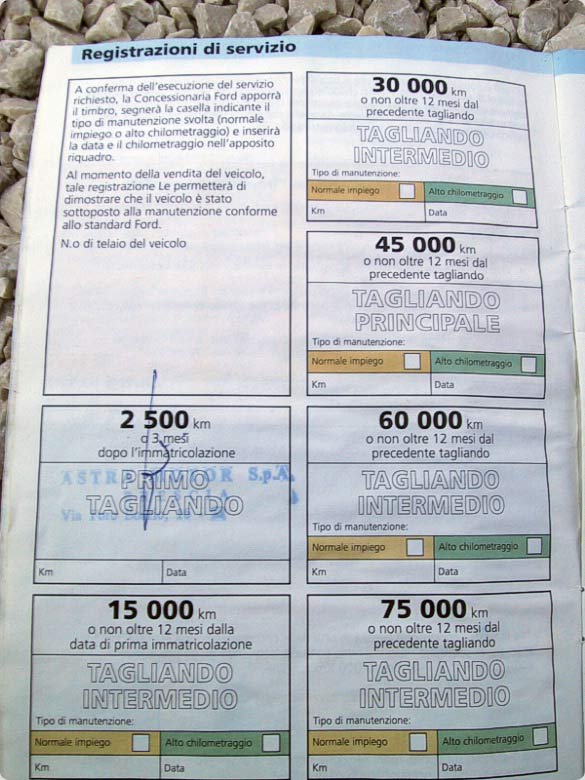 Registrazioni di servizio
A conferma dell'esecuzione del servizio
richiesto, la Concessionaria Ford apporrà
il timbro, segnerà la casella indicante il
tipo di manutenzione svolta (normale
impiego o alto chilometraggio) e inserirà
la data e il chilometraggio nell'apposito
riquadro.
Al momento della vendita del veicolo,
tale registrazione Le permetterà di
dimostrare che il veicolo è stato
sottoposto alla manutenzione conforme
allo standard Ford.
N.o di telaio del veicolo
30 000 km
o non oltre 12 mesi dal
precedente tagliando
TAGLIANDO
INTERMEDIO
Tipo di manutenzione:
Normale impiego Alto chilometraggio
Km Data
45 000 km
o non oltre 12 mesi dal
precedente tagliando
TAGLIANDO
PRINCIPALE
Tipo di manutenzione:
Normale impiego Alto chilometraggio
Km Data
2 500 km
o 3 mesi
dopo l'immatricolazione
PRIMO
TAGLIANDO
S.p.A.
Via
Km Data
60 000 km
o non oltre 12 mesi dal
precedente tagliando
TAGLIANDO
INTERMEDIO
Tipo di manutenzione:
Normale impiego Alto chilometraggio
Km Data
15 000 km
o non oltre 12 mesi dalla
data di prima immatricolazione
TAGLIANDO
INTERMEDIO
Tipo di manutenzione:
Normale impiego Alto chilometraggio
Km Data
75 000 km
o non oltre 12 mesi dal
precedente tagliando
TAGLIANDO
INTERMEDIO
Tipo di manutenzione:
Normale impiego Alto chilometraggio
Km Data